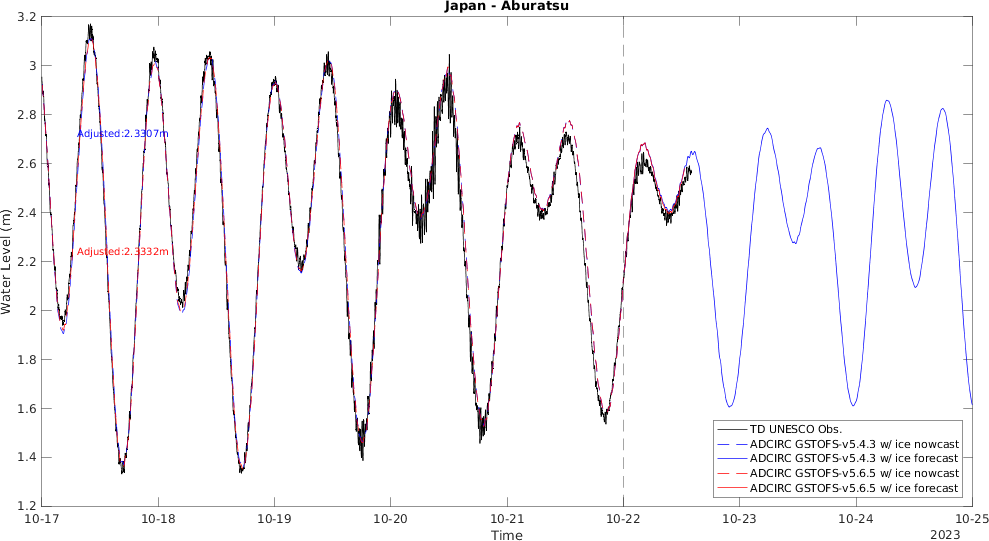 Japan - Aburatsu
3.2
3
2.8
2.6
2.4
2.2
2
1.8
1.6
1.4
1.2
Water Level (m)
Adjusted:2.3307m
Adjusted:2.3332m
TD UNESCO Obs.
ADCIRC GSTOFS-v5.4.3 w/ ice nowcast
ADCIRC GSTOFS-v5.4.3 w/ ice forecast
ADCIRC GSTOFS-v5.6.5 w/ ice nowcast
ADCIRC GSTOFS-v5.6.5 w/ ice forecast
10-17 10-18 10-19 10-20 10-21 10-22 10-23 10-24 10-25
Time
2023